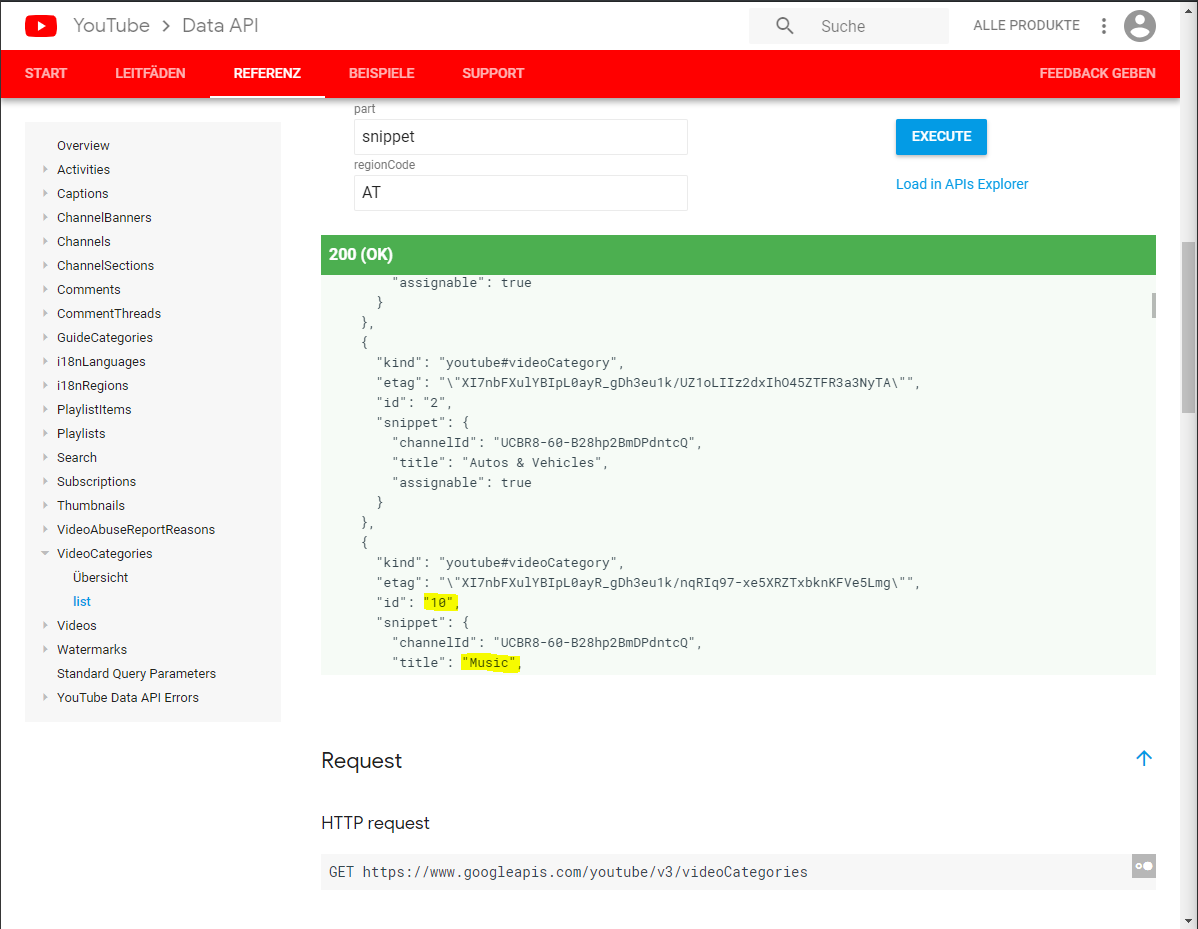 YouTube > Data API
Suche
ALLE PRODUKTE
START LEITFÄDEN REFERENZ BEISPIELE SUPPORT FEEDBACK GEBEN
Overview
Activities
Captions
ChannelBanners
Channels
ChannelSections
Comments
CommentThreads
GuideCategories
i18nLanguages
i18nRegions
PlaylistItems
Playlists
Search
Subscriptions
Thumbnails
VideoAbuseReportReasons
VideoCategories
Übersicht
list
Videos
Watermarks
Standard Query Parameters
YouTube Data API Errors
part
snippet
regionCode
AT
EXECUTE
Load in APIs Explorer
200 (OK)
"assignable": true
}
},
{
"kind": "youtube#videoCategory",
"etag": "\"XI7nbFXulYBIpL0ayR_gDh3eu1k/UZ1oLIIz2dxIhO45ZTFR3a3NyTA\"",
"id": "2",
"snippet": {
"channelId": "UCBR8-60-B28hp2BmDPdntcQ",
"title": "Autos & Vehicles",
"assignable": true
}
},
{
"kind": "youtube#videoCategory",
"etag": "\"XI7nbFXulYBIpL0ayR_gDh3eu1k/nqRIq97-xe5XRZTxbknKFVe5Lmg\"",
"id": "10",
"snippet": {
"channelId": "UCBR8-60-B28hp2BmDPdntcQ",
"title": "Music",
Request
HTTP request
GET https://www.googleapis.com/youtube/v3/videoCategories